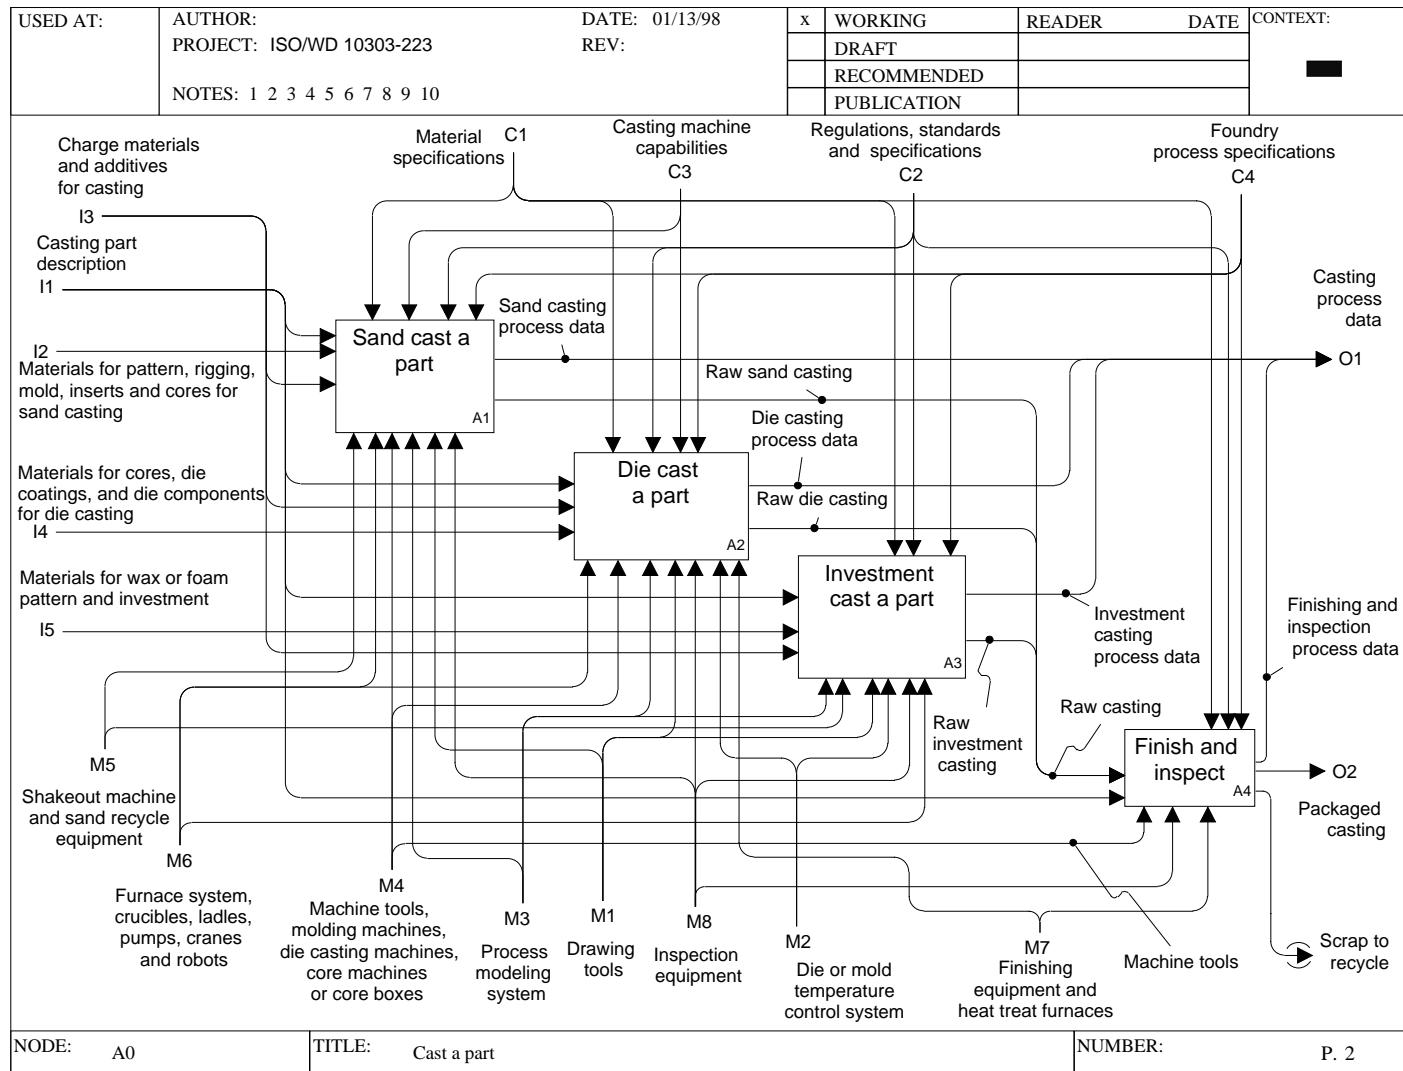 USED AT:
AUTHOR:
DATE: 01/13/98
PROJECT: ISO/WD 10303-223
REV:
NOTES: 1 2 3 4 5 6 7 8 9 10
x WORKING
DRAFT
RECOMMENDED
PUBLICATION
READER DATE
CONTEXT:
Charge materials
and additives
for casting
I3
Material
specifications
C1
Casting machine
capabilities
C3
Regulations, standards
and specifications
C2
Foundry
process specifications
C4
Casting part
description
I1
I2
Materials for pattern, rigging,
mold, inserts and cores for
sand casting
Sand cast a
part
A1
Sand casting
process data
Raw sand casting
Casting
process
data
O1
Die casting
process data
Raw die casting
Materials for cores, die
coatings, and die components
for die casting
I4
Die cast
a part
A2
Materials for wax or foam
pattern and investment
I5
Investment
cast a part
A3
Investment
casting
process data
Finishing and
inspection
process data
Raw
investment
casting
Raw casting
Finish and
inspect
A4
O2
Packaged
casting
M5
Shakeout machine
and sand recycle
equipment
M6
Furnace system,
crucibles, ladles,
pumps, cranes
and robots
M4
Machine tools,
molding machines,
die casting machines,
core machines
or core boxes
M3
Process
modeling
system
M1
Drawing
tools
M8
Inspection
equipment
M2
Die or mold
temperature
control system
M7
Finishing
equipment and
heat treat furnaces
Machine tools
Scrap to
recycle
NODE: A0
TITLE: Cast a part
NUMBER: P. 2